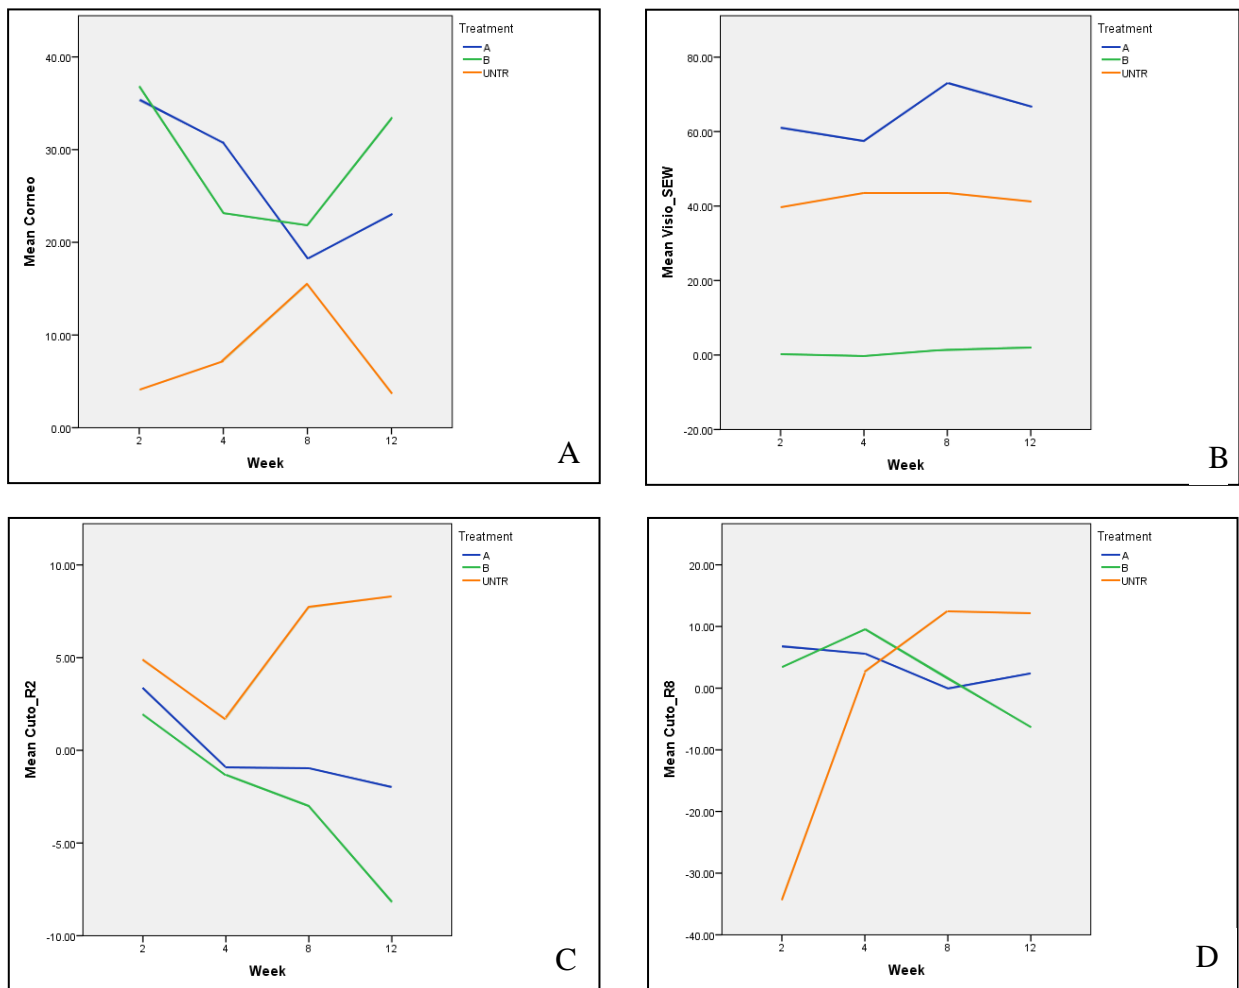 Treatment
A
B
UNTR
40.00
30.00
20.00
10.00
0.00
Mean Corneo
2 4 8 12
Week
A
Treatment
A
B
UNTR
80.00
60.00
40.00
20.00
0.00
-20.00
Mean Visio_SEW
2 4 8 12
Week
B
Treatment
A
B
UNTR
10.00
5.00
0.00
-5.00
-10.00
Mean Cuto_R2
2 4 8 12
Week
C
Treatment
A
B
UNTR
20.00
10.00
0.00
-10.00
-20.00
-30.00
-40.00
Mean Cuto_R8
2 4 8 12
Week
D